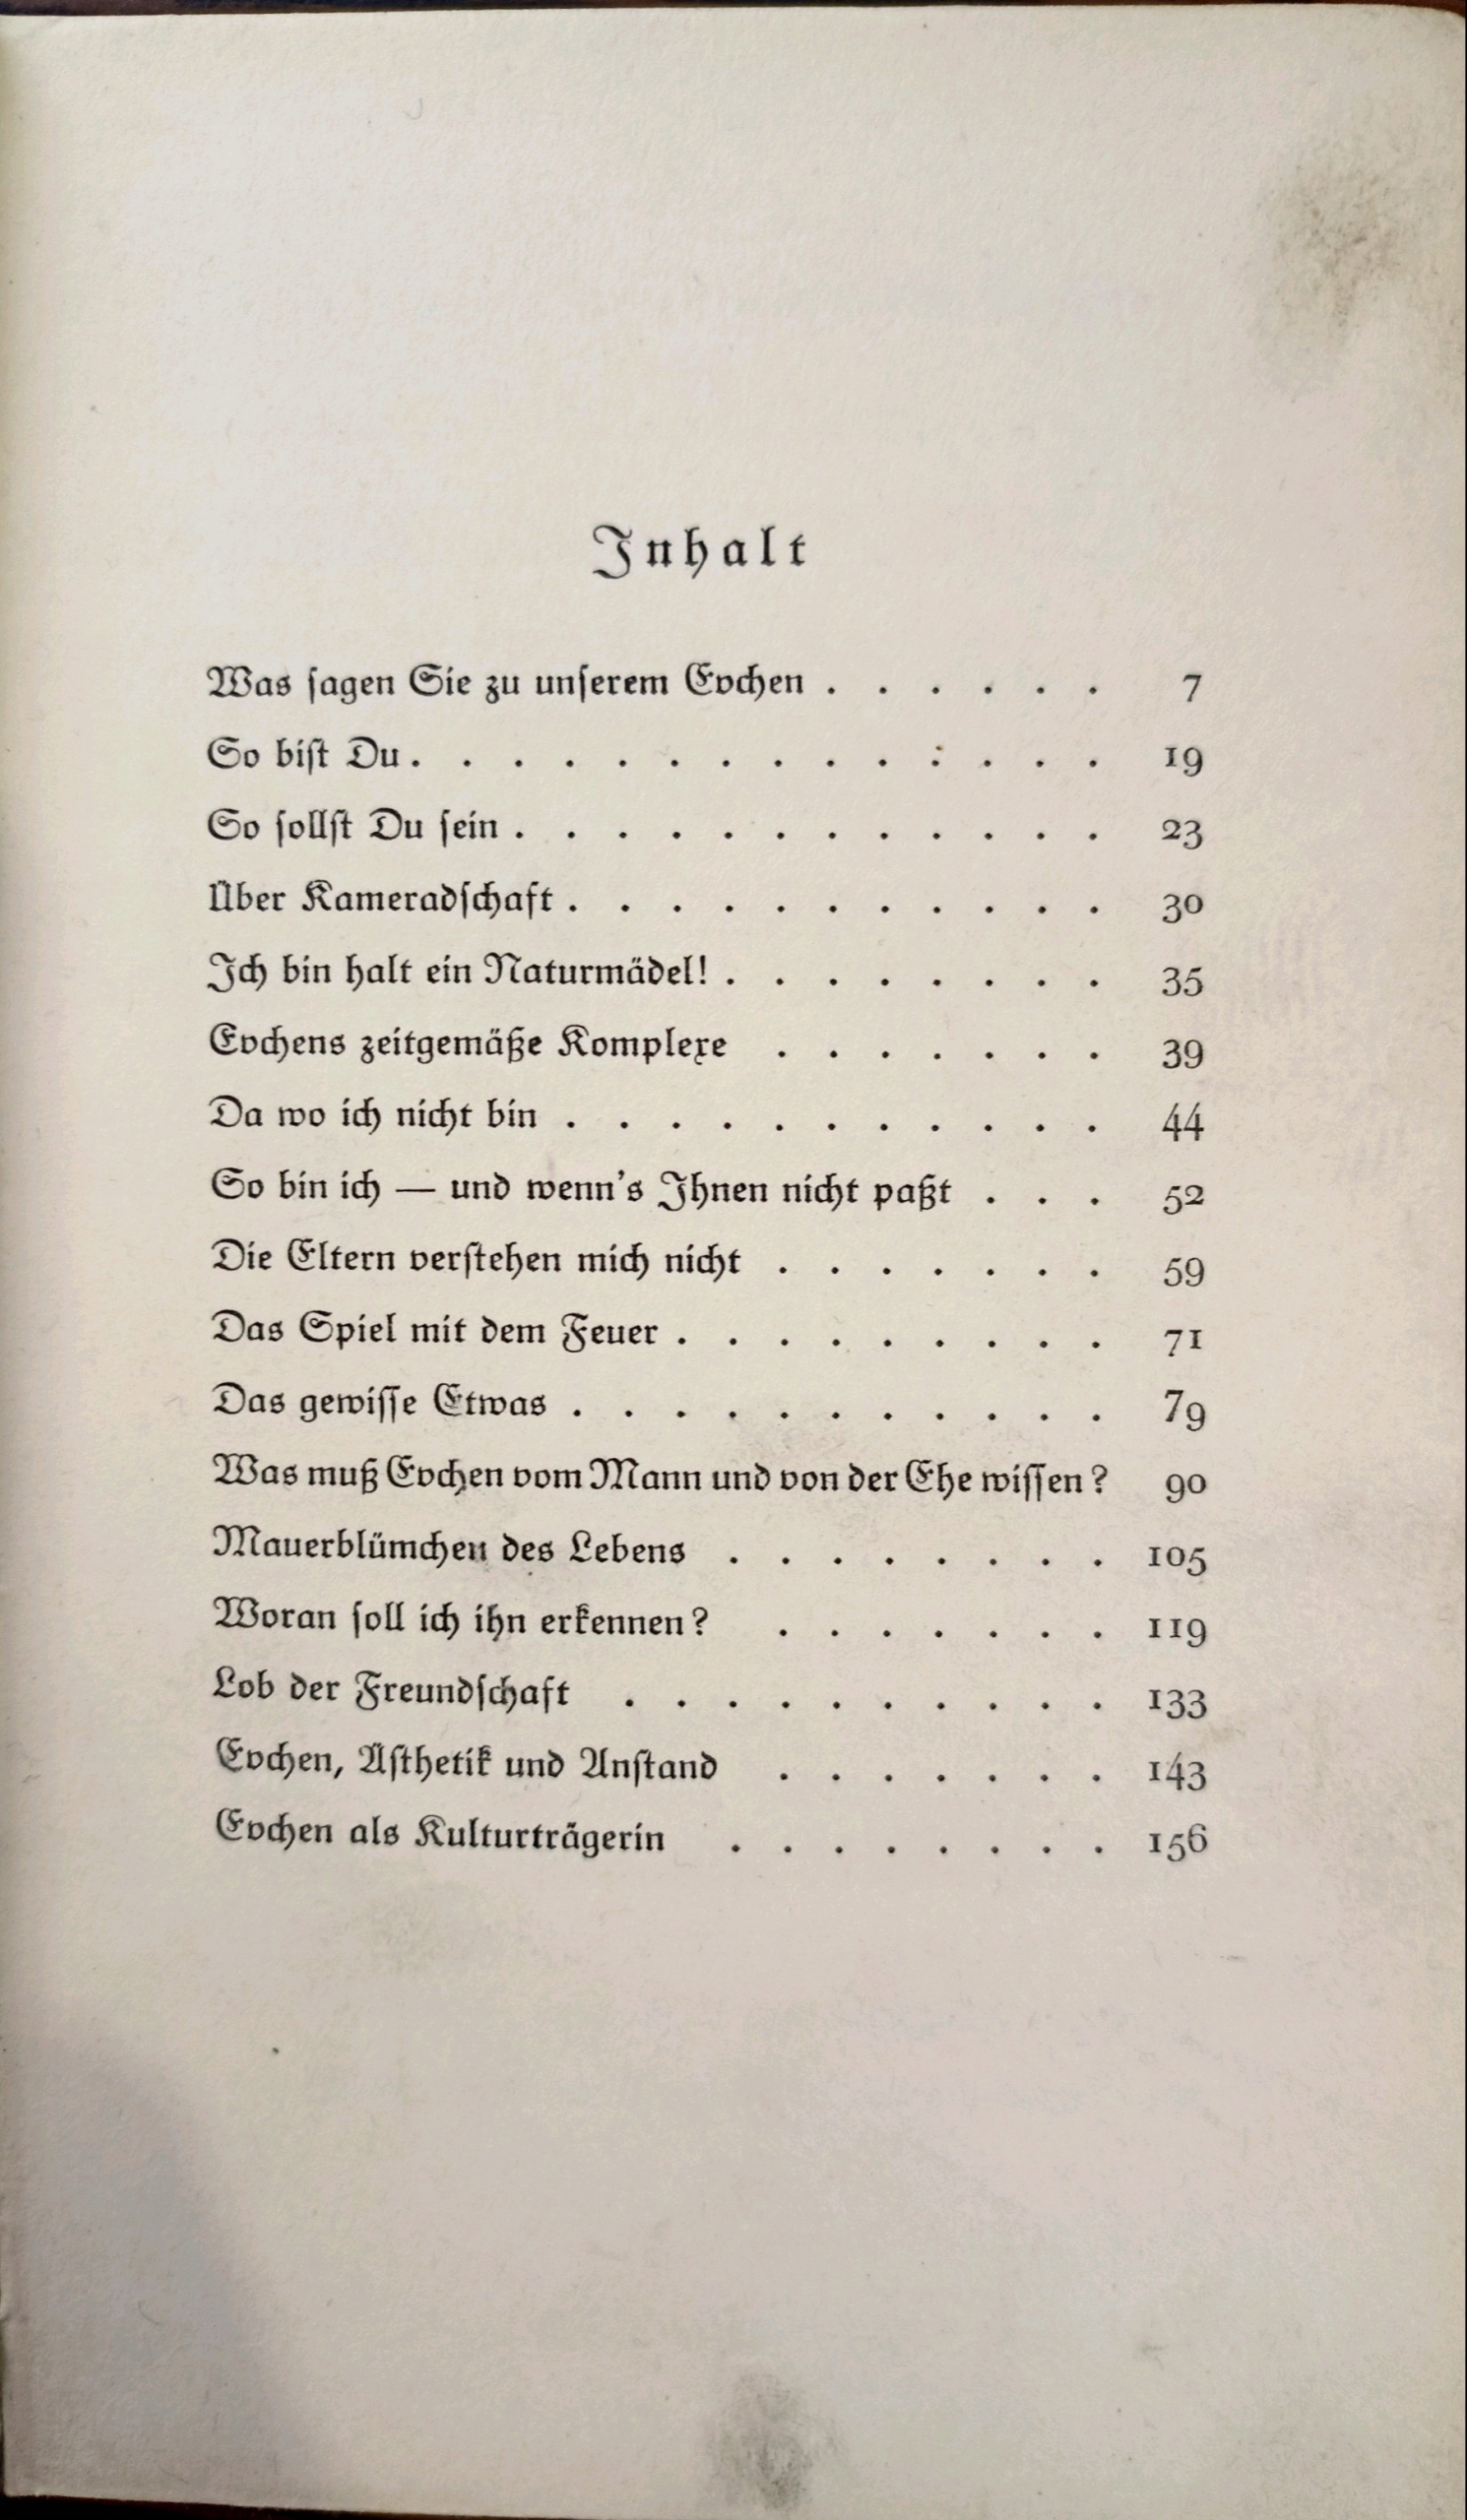 Inhalt
Was sagen Sie zu unserem Evchen . . . . . . 7
So bist Du . . . . . . . . . . . . . . 19
So sollst Du sein . . . . . . . . . . . . 23
Über Kameradschaft . . . . . . . . . . . 30
Ich bin halt ein Naturmädel! . . . . . . . . 35
Evchens zeitgemäße Komplexe . . . . . . . 39
Da wo ich nicht bin . . . . . . . . . . . 44
So bin ich — und wenn's Ihnen nicht paßt . . . 52
Die Eltern verstehen mich nicht . . . . . . . 59
Das Spiel mit dem Feuer . . . . . . . . . 71
Das gewisse Etwas . . . . . . . . . . . 79
Was muß Evchen vom Mann und von der Ehe wissen? 90
Mauerblümchen des Lebens . . . . . . . . 105
Woran soll ich ihn erkennen? . . . . . . . 119
Lob der Freundschaft . . . . . . . . . . 133
Evchen, Ästhetik und Anstand . . . . . . . 143
Evchen als Kulturträgerin . . . . . . . . 156